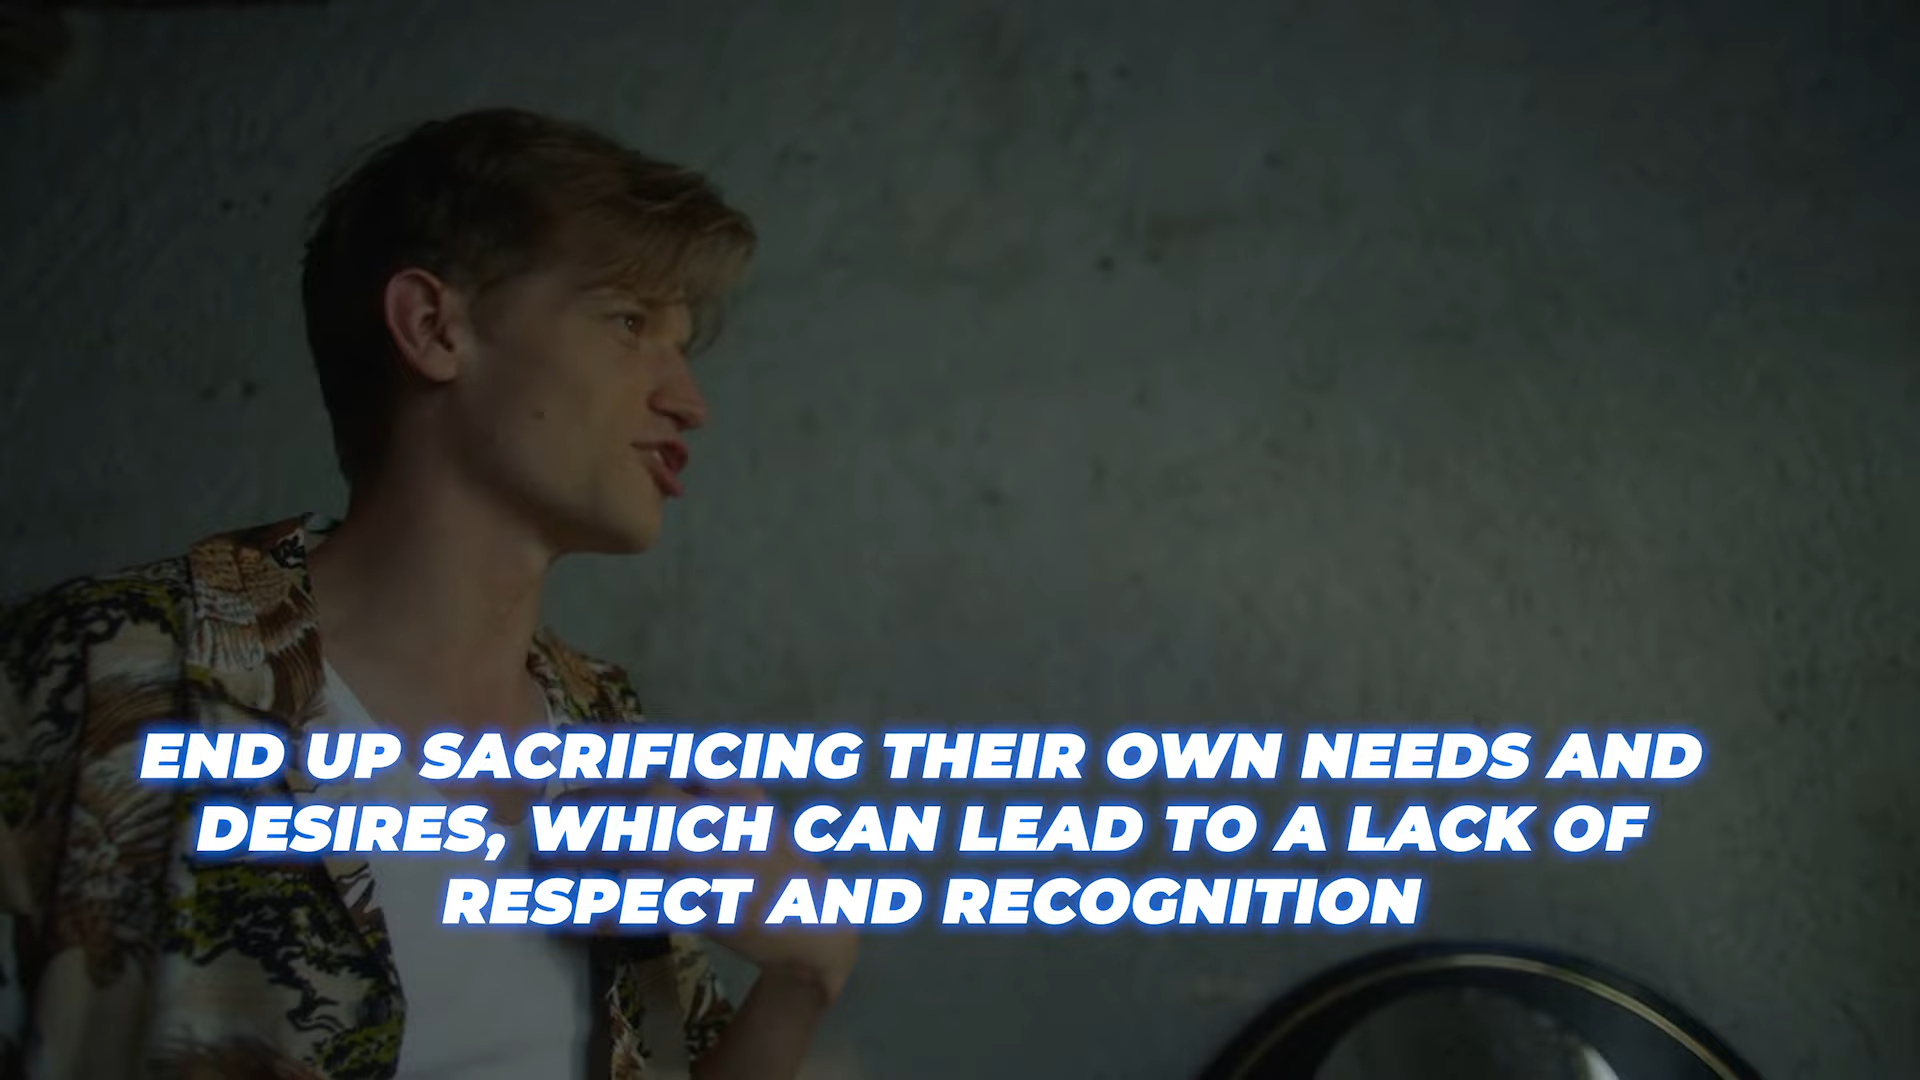 END UP SACRIFICING THEIR OWN NEEDS AND
DESIRES, WHICH CAN LEAD TO A LACK OF
RESPECT AND RECOGNITION